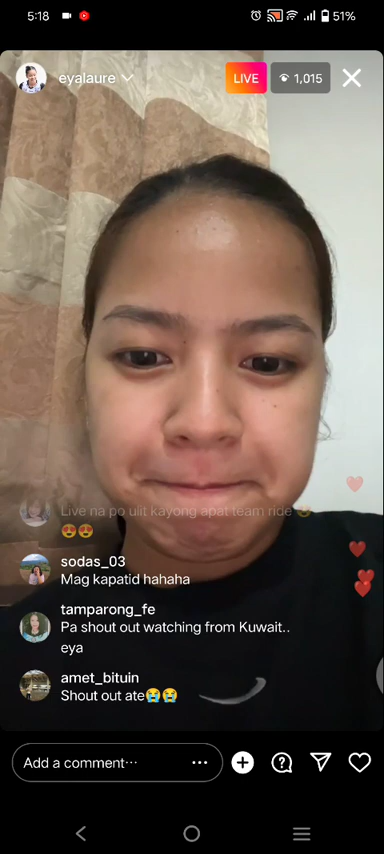 5:18
51%
eyalaure
LIVE
1,015
Live na po ulit kayong apat team ride
sodas_03
Mag kapatid hahaha
tamparong_fe
Pa shout out watching from Kuwait..
eya
amet_bituin
Shout out ate😭😭
Add a comment...